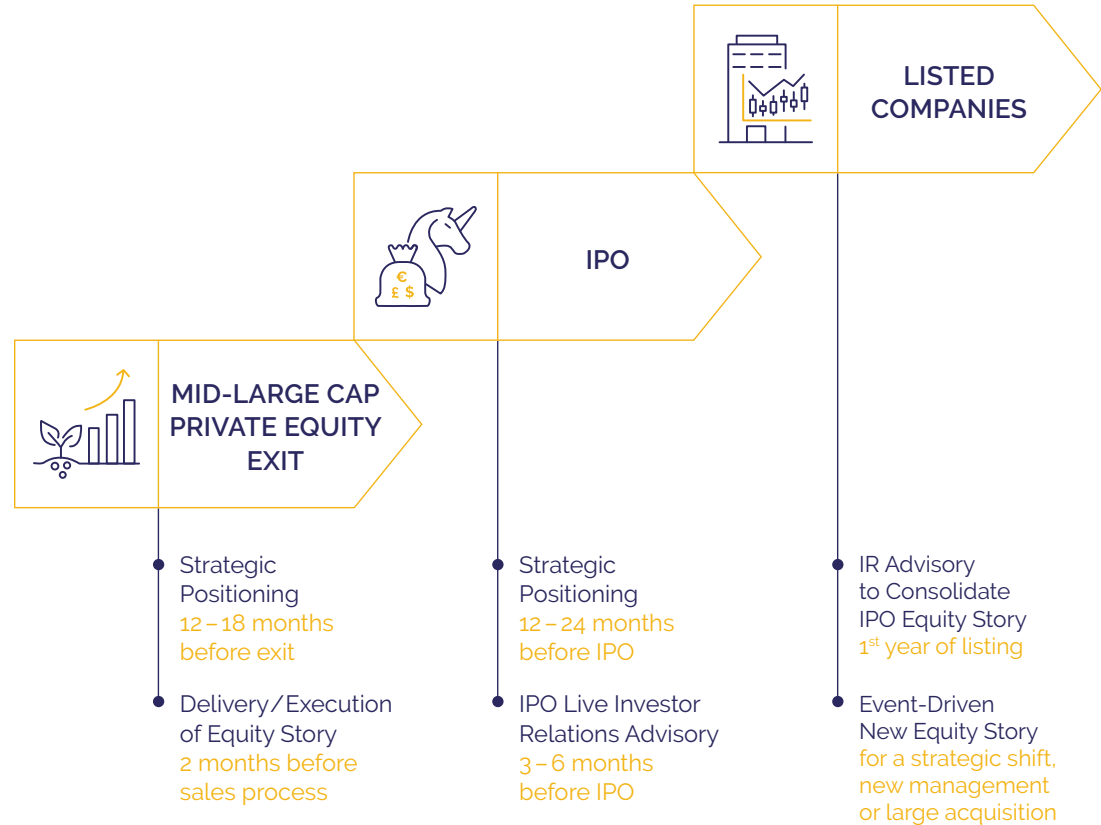 LISTED
COMPANIES
€
£ $
IPO
MID-LARGE CAP
PRIVATE EQUITY
EXIT
Strategic
Positioning
12 – 18 months
before exit
Delivery/Execution
of Equity Story
2 months before
sales process
Strategic
Positioning
12 – 24 months
before IPO
IPO Live Investor
Relations Advisory
3 – 6 months
before IPO
IR Advisory
to Consolidate
IPO Equity Story
1st year of listing
Event-Driven
New Equity Story
for a strategic shift,
new management
or large acquisition